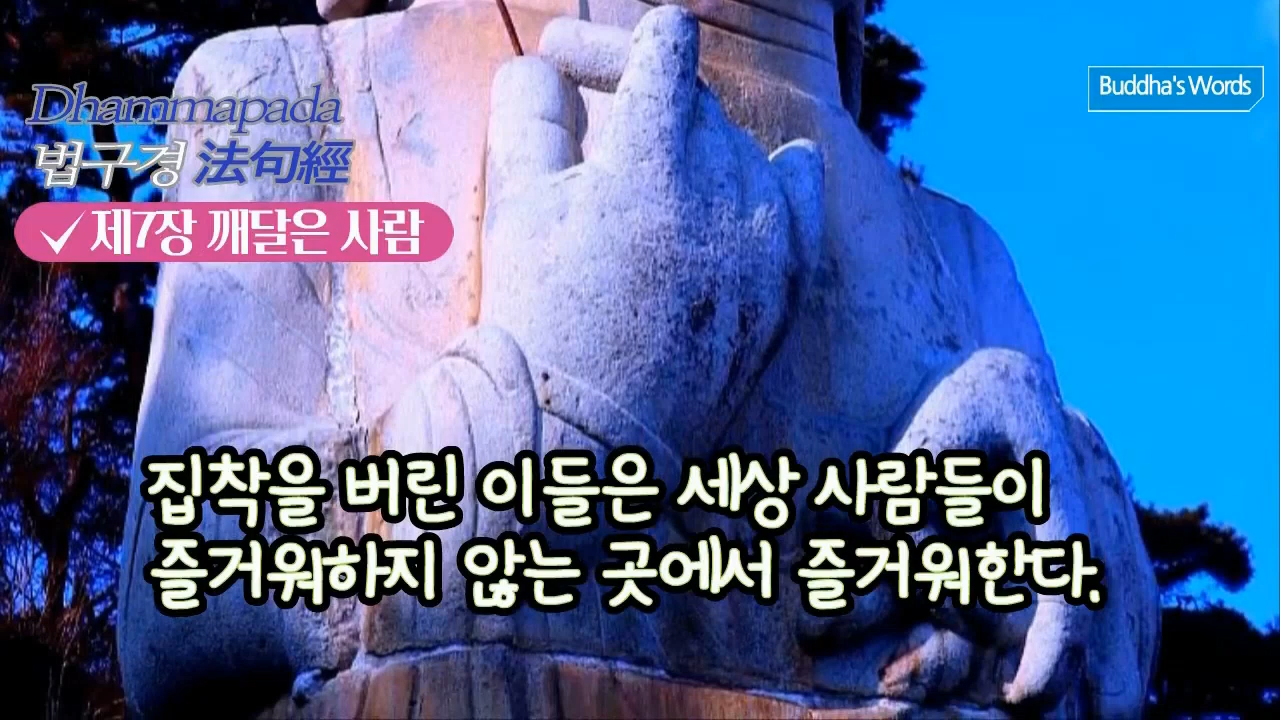 Dhammapada
법구경 法句經
제7장 깨달은 사람
Buddha's Words
집착을 버린 이들은 세상 사람들이
즐거워하지 않는 곳에서 즐거워한다.